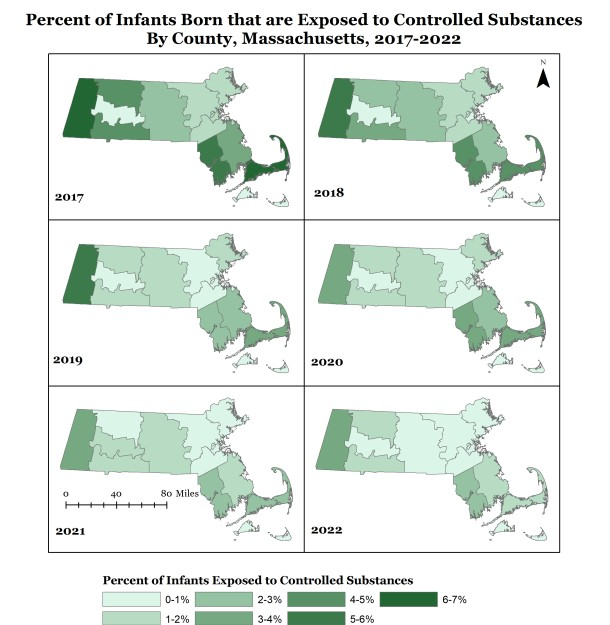 Percent of Infants Born that are Exposed to Controlled Substances
By County, Massachusetts, 2017-2022
N
2017
2018
2019
2020
0 40 80 Miles
2021
2022
Percent of Infants Exposed to Controlled Substances
0-1% 2-3% 4-5% 6-7%
1-2% 3-4% 5-6%